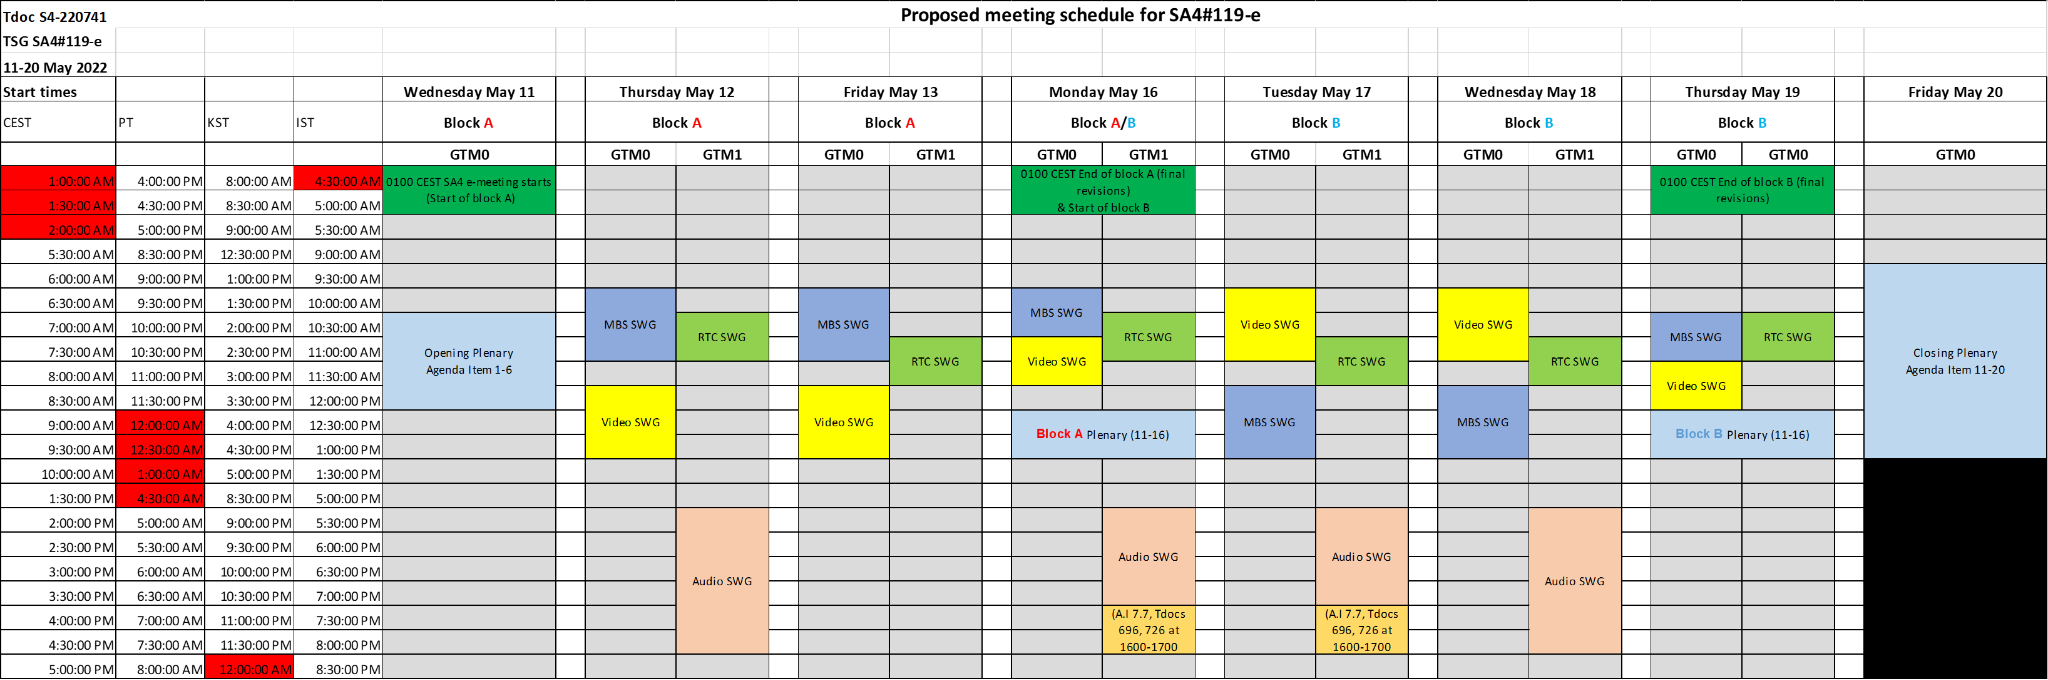 Tdoc S4-220741
Proposed meeting schedule for SA4#119-e
TSG SA4#119-e
11-20 May 2022
Start times Wednesday May 11 Thursday May 12 Friday May 13 Monday May 16 Tuesday May 17 Wednesday May 18 Thursday May 19 Friday May 20
CEST PT KST IST Block A Block A Block A Block A/B Block B Block B Block B
GTM0 GTM0 GTM1 GTM0 GTM1 GTM0 GTM1 GTM0 GTM1 GTM0 GTM1 GTM0 GTM0 GTM0
1:00:00 AM 4:00:00 PM 8:00:00 AM 4:30:00 AM
1:30:00 AM 4:30:00 PM 8:30:00 AM 5:00:00 AM
2:00:00 AM 5:00:00 PM 9:00:00 AM 5:30:00 AM
5:30:00 AM 8:30:00 PM 12:30:00 PM 9:00:00 AM
6:00:00 AM 9:00:00 PM 1:00:00 PM 9:30:00 AM
6:30:00 AM 9:30:00 PM 1:30:00 PM 10:00:00 AM
7:00:00 AM 10:00:00 PM 2:00:00 PM 10:30:00 AM
7:30:00 AM 10:30:00 PM 2:30:00 PM 11:00:00 AM
8:00:00 AM 11:00:00 PM 3:00:00 PM 11:30:00 AM
8:30:00 AM 11:30:00 PM 3:30:00 PM 12:00:00 PM
9:00:00 AM 12:00:00 AM 4:00:00 PM 12:30:00 PM
9:30:00 AM 12:30:00 AM 4:30:00 PM 1:00:00 PM
10:00:00 AM 1:00:00 AM 5:00:00 PM 1:30:00 PM
1:30:00 PM 4:30:00 AM 8:30:00 PM 5:00:00 PM
2:00:00 PM 5:00:00 AM 9:00:00 PM 5:30:00 PM
2:30:00 PM 5:30:00 AM 9:30:00 PM 6:00:00 PM
3:00:00 PM 6:00:00 AM 10:00:00 PM 6:30:00 PM
3:30:00 PM 6:30:00 AM 10:30:00 PM 7:00:00 PM
4:00:00 PM 7:00:00 AM 11:00:00 PM 7:30:00 PM
4:30:00 PM 7:30:00 AM 11:30:00 PM 8:00:00 PM
5:00:00 PM 8:00:00 AM 12:00:00 AM 8:30:00 PM
0100 CEST SA4 e-meeting starts
(Start of block A)
Opening Plenary
Agenda Item 1-6
MBS SWG
RTC SWG
Video SWG
Audio SWG
MBS SWG
RTC SWG
Video SWG
0100 CEST End of block A (final
revisions)
& Start of block B
MBS SWG
RTC SWG
Video SWG
Block A Plenary (11-16)
Audio SWG
(A.I 7.7, Tdocs
696, 726 at
1600-1700
Video SWG
RTC SWG
MBS SWG
Audio SWG
(A.I 7.7, Tdocs
696, 726 at
1600-1700
Video SWG
RTC SWG
MBS SWG
Audio SWG
0100 CEST End of block B (final
revisions)
MBS SWG
RTC SWG
Video SWG
Block B Plenary (11-16)
Closing Plenary
Agenda Item 11-20